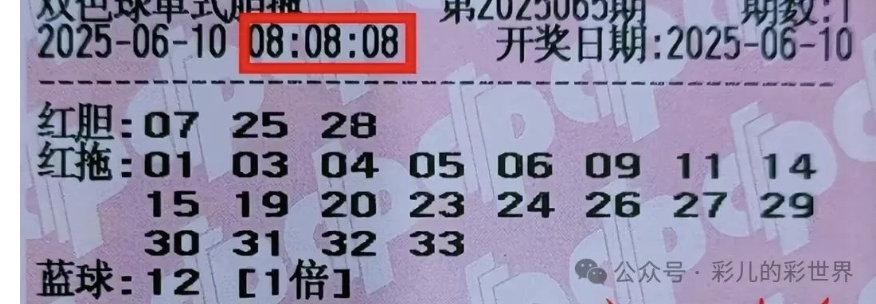 双色球单式胆拖 第2025065期 期数:1
2025-06-10 08:08:08 开奖日期:2025-06-10
红胆:07 25 28
红拖:01 03 04 05 06 09 11 14
15 19 20 23 24 26 27 29
30 31 32 33
蓝球:12 [1倍]
公众号·彩儿的彩世界